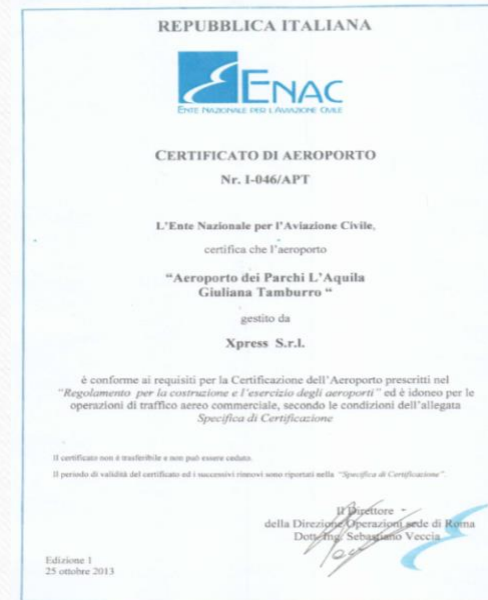 REPUBBLICA ITALIANA
ENAC
ENTE NAZIONALE PER L'AVIAZIONE CIVILE
CERTIFICATO DI AEROPORTO
Nr. I-046/APT
L'Ente Nazionale per l'Aviazione Civile,
certifica che l'aeroporto
"Aeroporto dei Parchi L'Aquila
Giuliana Tamburro "
gestito da
Xpress S.r.l.
è conforme ai requisiti per la Certificazione dell'Aeroporto prescritti nel
"Regolamento per la costruzione e l'esercizio degli aeroporti" ed è idoneo per le
operazioni di traffico aereo commerciale, secondo le condizioni dell'allegata
Specifica di Certificazione
Il certificato non è trasferibile e non può essere ceduto.
Il periodo di validità del certificato ed i successivi rinnovi sono riportati nella "Specifica di Certificazione".
Il Direttore
della Direzione Operazioni sede di Roma
Dott. Ing. Sebastiano Veccia
Edizione 1
25 ottobre 2013